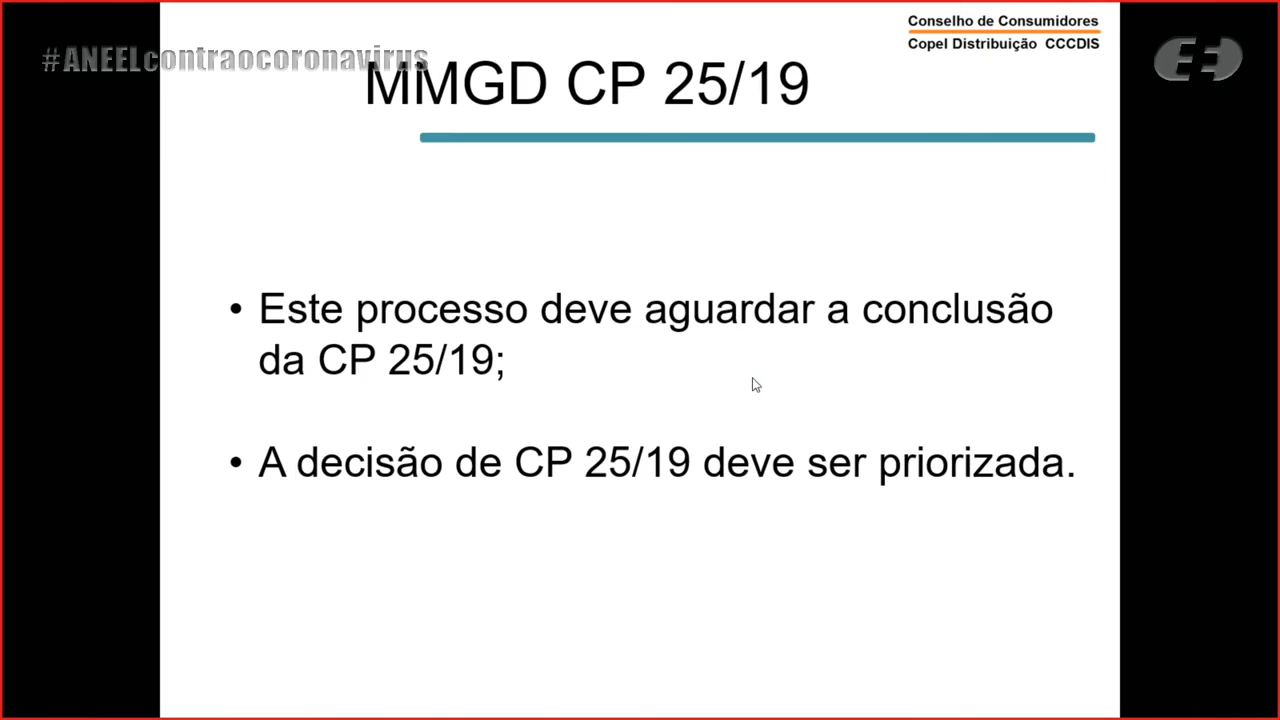 Conselho de Consumidores
Copel Distribuição CCCDIS
#ANEELcontraocoronavirus
MMGD CP 25/19
• Este processo deve aguardar a conclusão
da CP 25/19;
• A decisão de CP 25/19 deve ser priorizada.